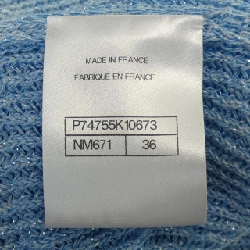 MADE IN FRANCE
FABRIQUE EN FRANCE
P74755K10673
NM671 36